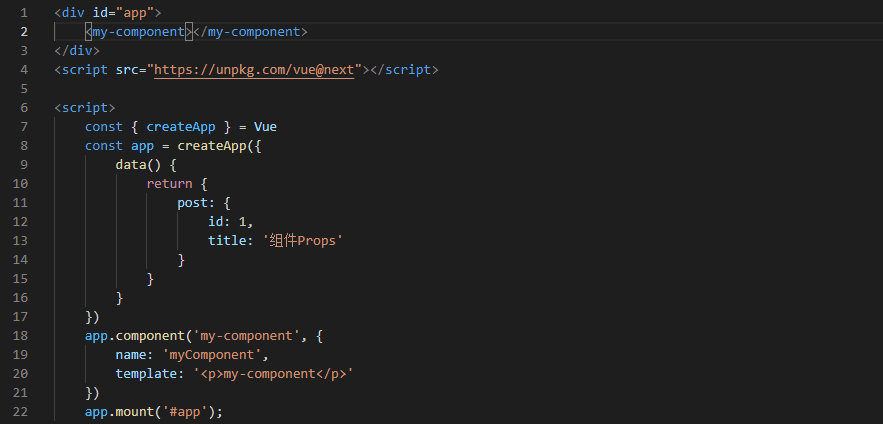 1 <div id="app">
2     <my-component></my-component>
3 </div>
4 <script src="https://unpkg.com/vue@next"></script>
5
6 <script>
7     const { createApp } = Vue
8     const app = createApp({
9         data() {
10             return {
11                 post: {
12                     id: 1,
13                     title: '组件Props'
14                 }
15             }
16         }
17     })
18     app.component('my-component', {
19         name: 'myComponent',
20         template: '<p>my-component</p>'
21     })
22     app.mount('#app');